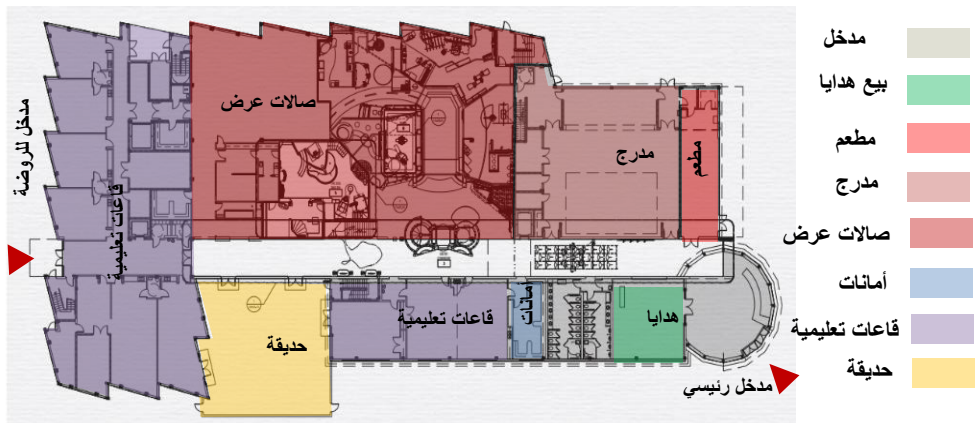 مدخل
بيع هدايا
مطعم
مدرج
صالات عرض
أمانات
قاعات تعليمية
حديقة
صالات عرض
مدرج
مطعم
مدخل للروضة
قاعات تعليمية
حديقة
قاعات تعليمية
أمانات
هدايا
مدخل رئيسي